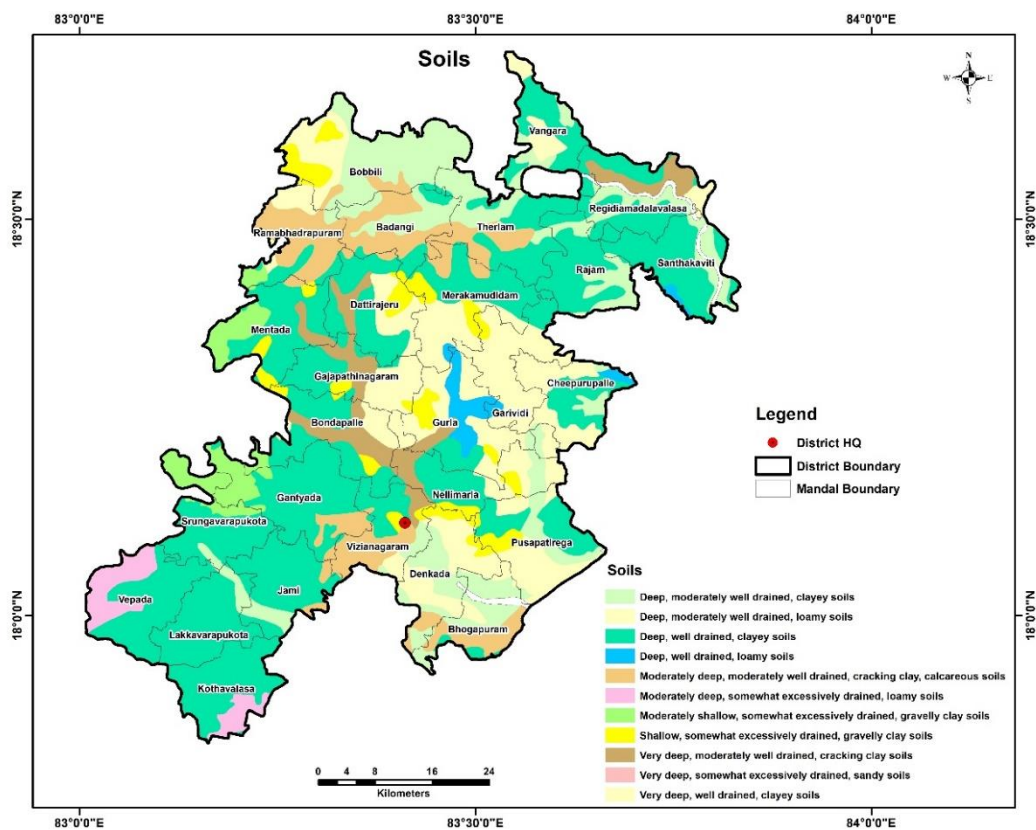 83°0'0"E
83°30'0"E
84°0'0"E
Soils
N
W
E
S
18°30'0"N
18°30'0"N
18°0'0"N
18°0'0"N
Vangara
Bobbili
Regidiamadalavalasa
Ramabhadrapuram
Badangi
Therlam
Santhakaviti
Rajam
Dattirajeru
Merakamudidam
Mentada
Gajapathinagaram
Cheepurupalle
Bondapalle
Gurla
Garividi
Gantyada
Nellimarla
Srungavarapukota
Vizianagaram
Pusapatirega
Denkada
Vepada
Jami
Lakkavarapukota
Bhogapuram
Kothavalasa
Legend
District HQ
District Boundary
Mandal Boundary
Soils
Deep, moderately well drained, clayey soils
Deep, moderately well drained, loamy soils
Deep, well drained, clayey soils
Deep, well drained, loamy soils
Moderately deep, moderately well drained, cracking clay, calcareous soils
Moderately deep, somewhat excessively drained, loamy soils
Moderately shallow, somewhat excessively drained, gravelly clay soils
Shallow, somewhat excessively drained, gravelly clay soils
Very deep, moderately well drained, cracking clay soils
Very deep, somewhat excessively drained, sandy soils
Very deep, well drained, clayey soils
0 4 8 16 24
Kilometers
83°0'0"E
83°30'0"E
84°0'0"E